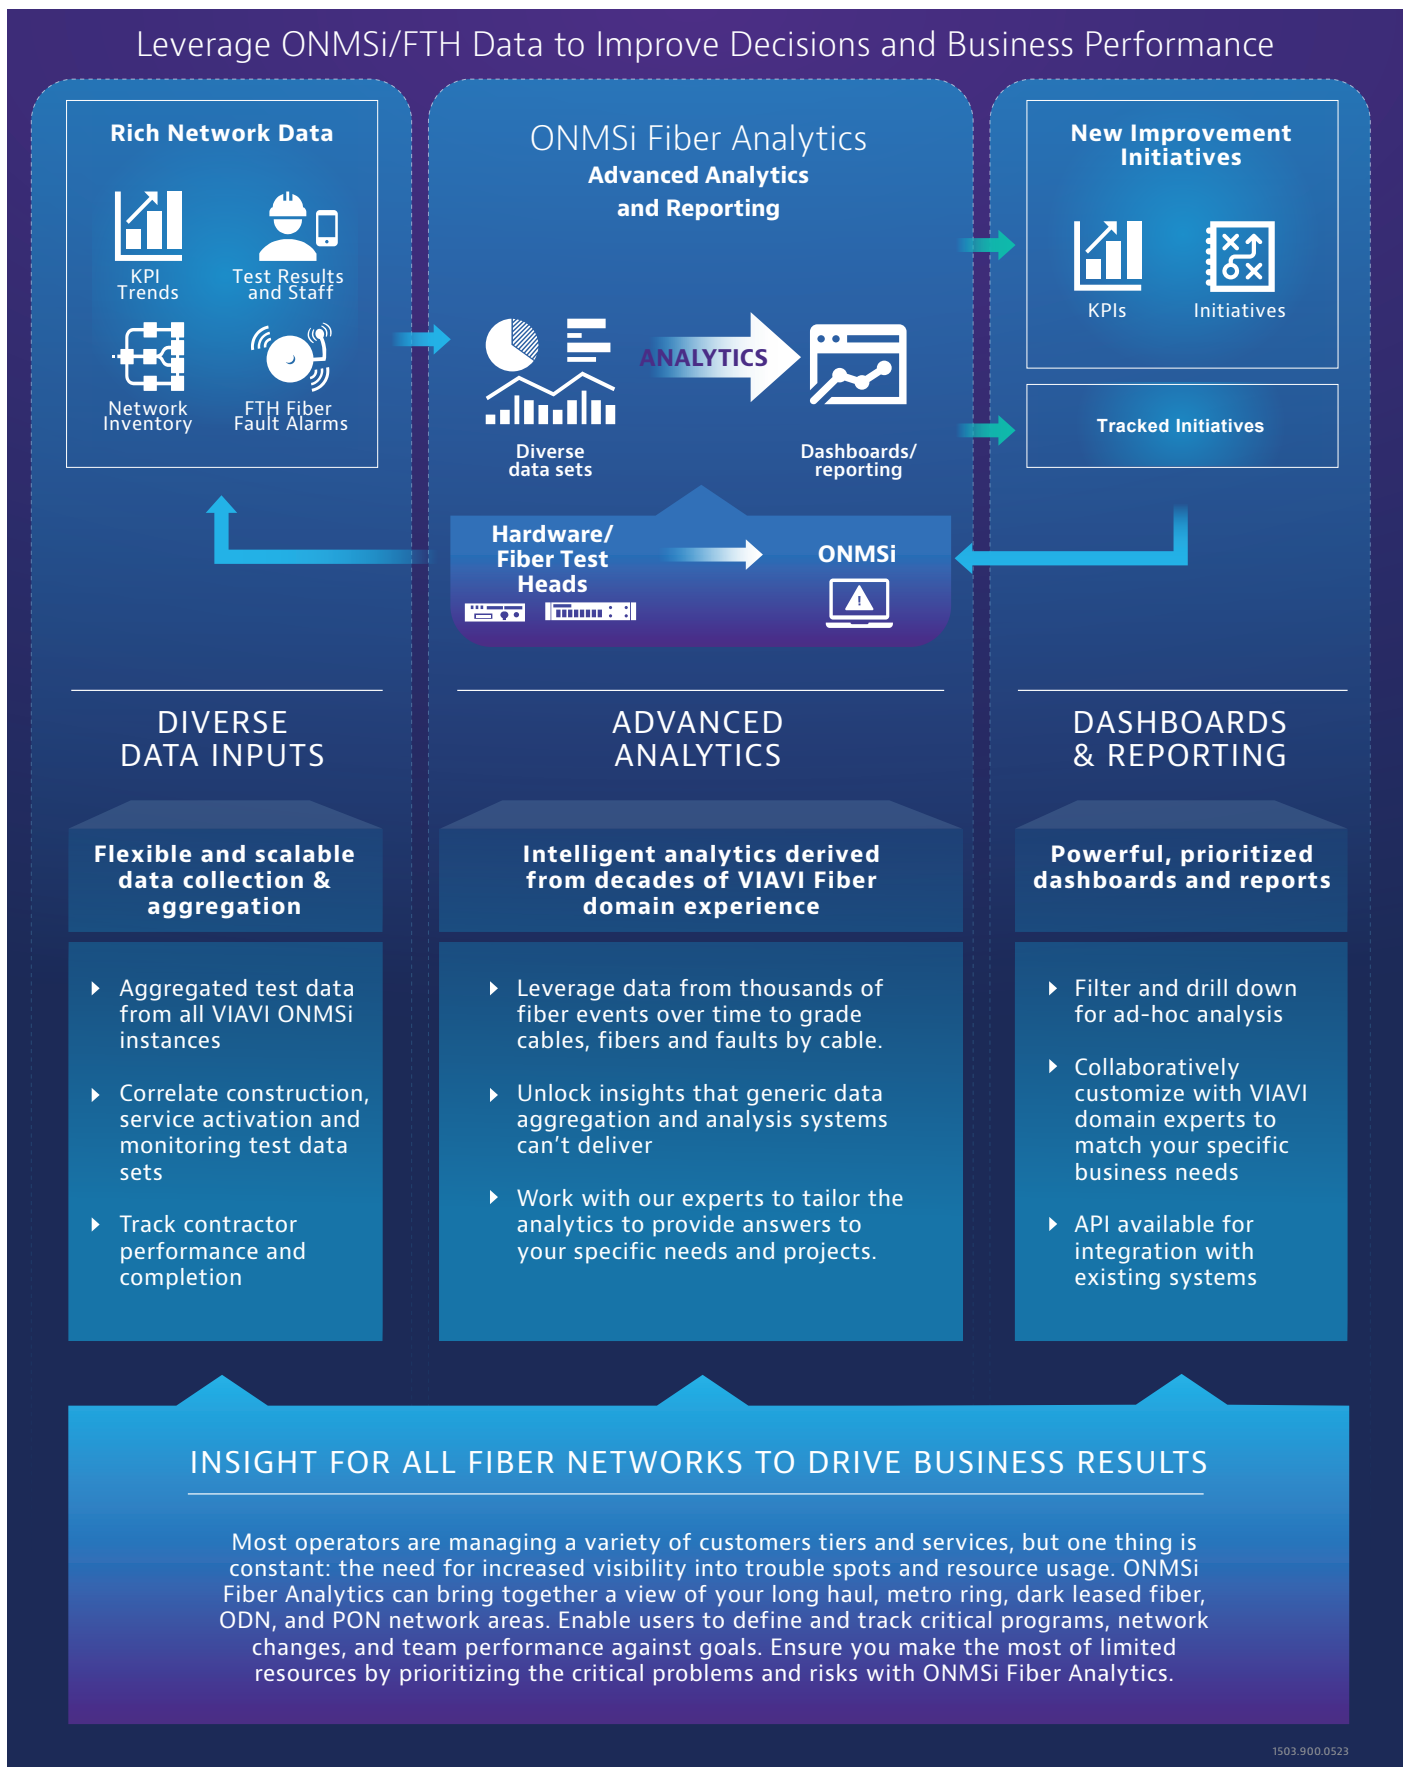 Leverage ONMSi/FTH Data to Improve Decisions and Business Performance
Rich Network Data
KPI
Trends
Test Results
and Staff
Network
Inventory
FTH Fiber
Fault Alarms
ONMSi Fiber Analytics
Advanced Analytics
and Reporting
ANALYTICS
Diverse
data sets
Dashboards/
reporting
Hardware/
Fiber Test
Heads
ONMSi
New Improvement
Initiatives
KPIs
Initiatives
Tracked Initiatives
DIVERSE
DATA INPUTS
Flexible and scalable
data collection &
aggregation
Aggregated test data
from all VIAVI ONMSi
instances
Correlate construction,
service activation and
monitoring test data
sets
Track contractor
performance and
completion
ADVANCED
ANALYTICS
Intelligent analytics derived
from decades of VIAVI Fiber
domain experience
Leverage data from thousands of
fiber events over time to grade
cables, fibers and faults by cable.
Unlock insights that generic data
aggregation and analysis systems
can't deliver
Work with our experts to tailor the
analytics to provide answers to
your specific needs and projects.
DASHBOARDS
& REPORTING
Powerful, prioritized
dashboards and reports
Filter and drill down
for ad-hoc analysis
Collaboratively
customize with VIAVI
domain experts to
match your specific
business needs
API available for
integration with
existing systems
INSIGHT FOR ALL FIBER NETWORKS TO DRIVE BUSINESS RESULTS
Most operators are managing a variety of customers tiers and services, but one thing is
constant: the need for increased visibility into trouble spots and resource usage. ONMSi
Fiber Analytics can bring together a view of your long haul, metro ring, dark leased fiber,
ODN, and PON network areas. Enable users to define and track critical programs, network
changes, and team performance against goals. Ensure you make the most of limited
resources by prioritizing the critical problems and risks with ONMSi Fiber Analytics.
1503.900.0523